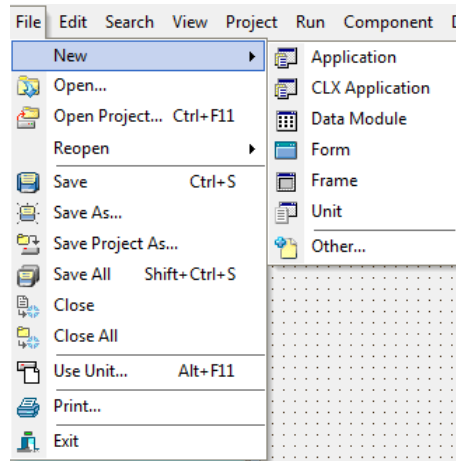 File Edit Search View Project Run Component
New
Open...
Open Project... Ctrl+F11
Reopen
Save Ctrl+S
Save As...
Save Project As...
Save All Shift+Ctrl+S
Close
Close All
Use Unit... Alt+F11
Print...
Exit
Application
CLX Application
Data Module
Form
Frame
Unit
Other...